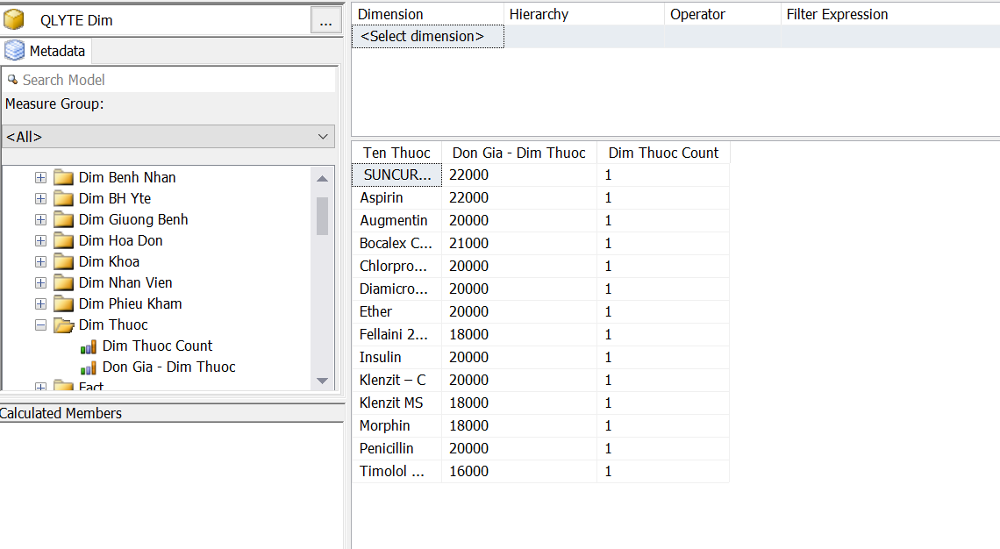 QLYTE Dim
...
Metadata
Search Model
Measure Group:
<All>
Dim Benh Nhan
Dim BH Yte
Dim Giuong Benh
Dim Hoa Don
Dim Khoa
Dim Nhan Vien
Dim Phieu Kham
Dim Thuoc
Dim Thuoc Count
Don Gia - Dim Thuoc
Fact
Calculated Members
Dimension Hierarchy Operator Filter Expression
<Select dimension>
Ten Thuoc Don Gia - Dim Thuoc Dim Thuoc Count
SUNCUR... 22000 1
Aspirin 22000 1
Augmentin 20000 1
Bocalex C... 21000 1
Chlorpro... 20000 1
Diamicro... 20000 1
Ether 20000 1
Fellaini 2... 18000 1
Insulin 20000 1
Klenzit – C 20000 1
Klenzit MS 18000 1
Morphin 18000 1
Penicillin 20000 1
Timolol ... 16000 1